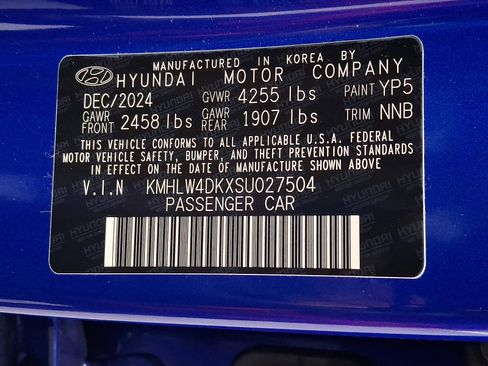 MANUFACTURED IN KOREA BY
HYUNDAI MOTOR COMPANY
DEC/2024 GVWR 4255 lbs PAINT YP5
GAWR FRONT 2458 lbs GAWR REAR 1907 lbs TRIM NNB
THIS VEHICLE CONFORMS TO ALL APPLICABLE U.S.A. FEDERAL
MOTOR VEHICLE SAFETY, BUMPER, AND THEFT PREVENTION STANDARDS
IN EFFECT ON THE DATE OF MANUFACTURE SHOWN ABOVE
V.I.N KMHLW4DKXSU027504
PASSENGER CAR